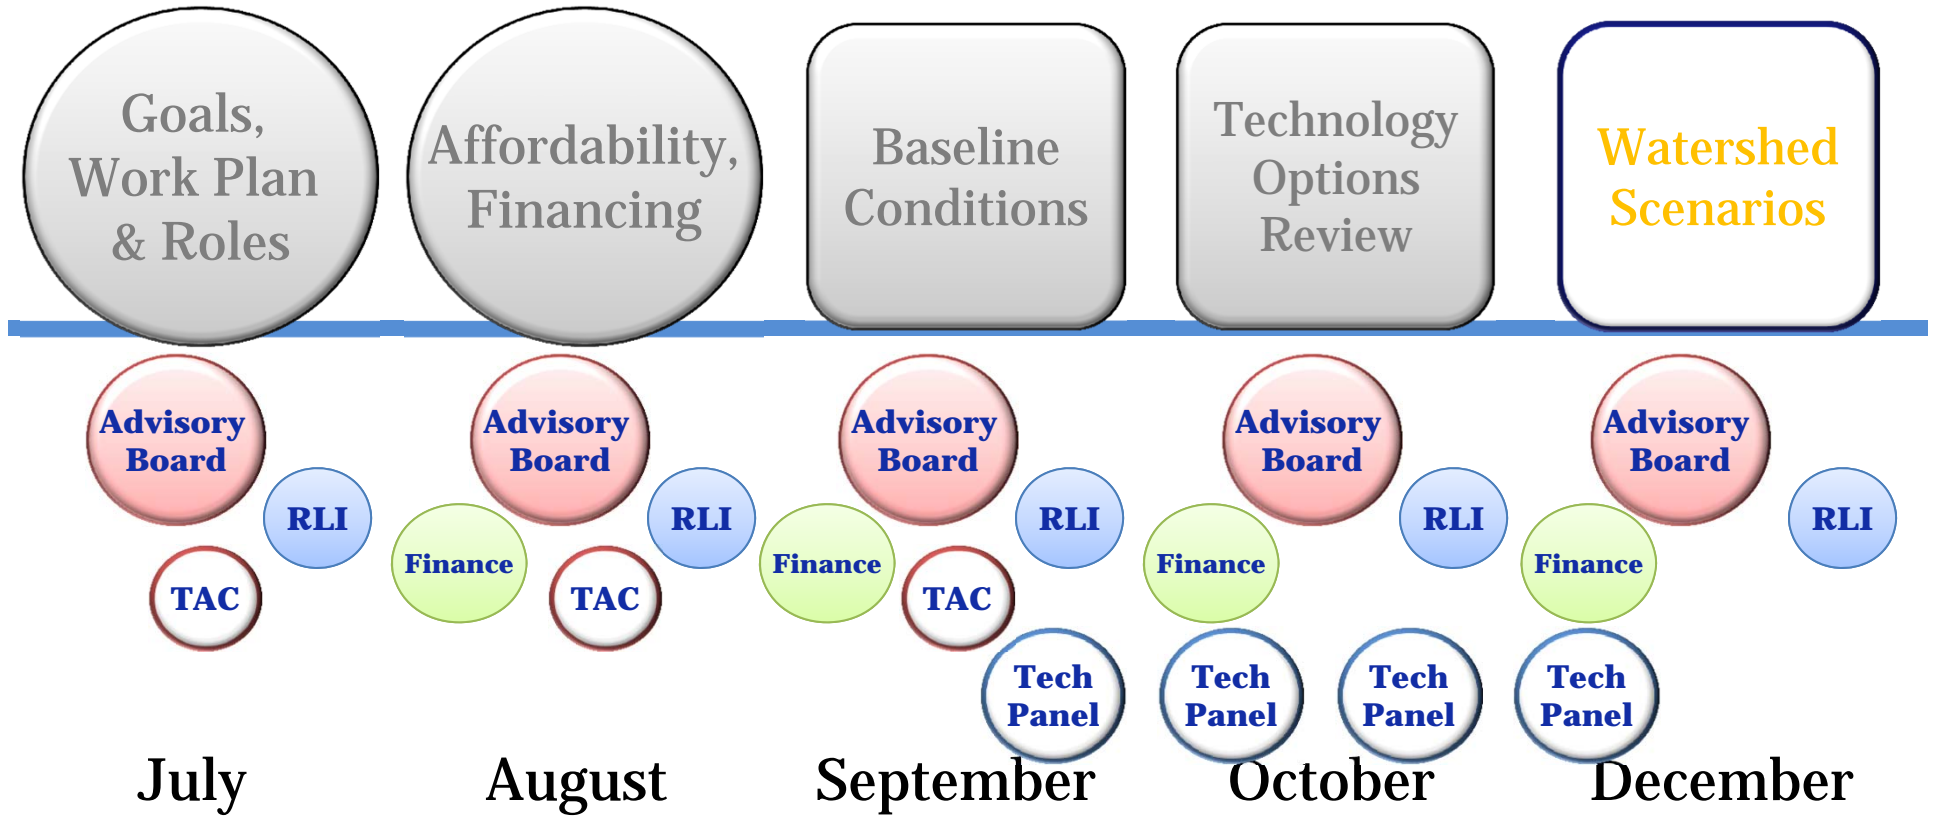 Goals,
Work Plan
& Roles
Affordability,
Financing
Baseline
Conditions
Technology
Options
Review
Watershed
Scenarios
Advisory
Board
RLI
TAC
Advisory
Board
RLI
Finance
TAC
Advisory
Board
RLI
Finance
TAC
Tech
Panel
Advisory
Board
RLI
Finance
Tech
Panel
Tech
Panel
Advisory
Board
RLI
Finance
Tech
Panel
July
August
September
October
December